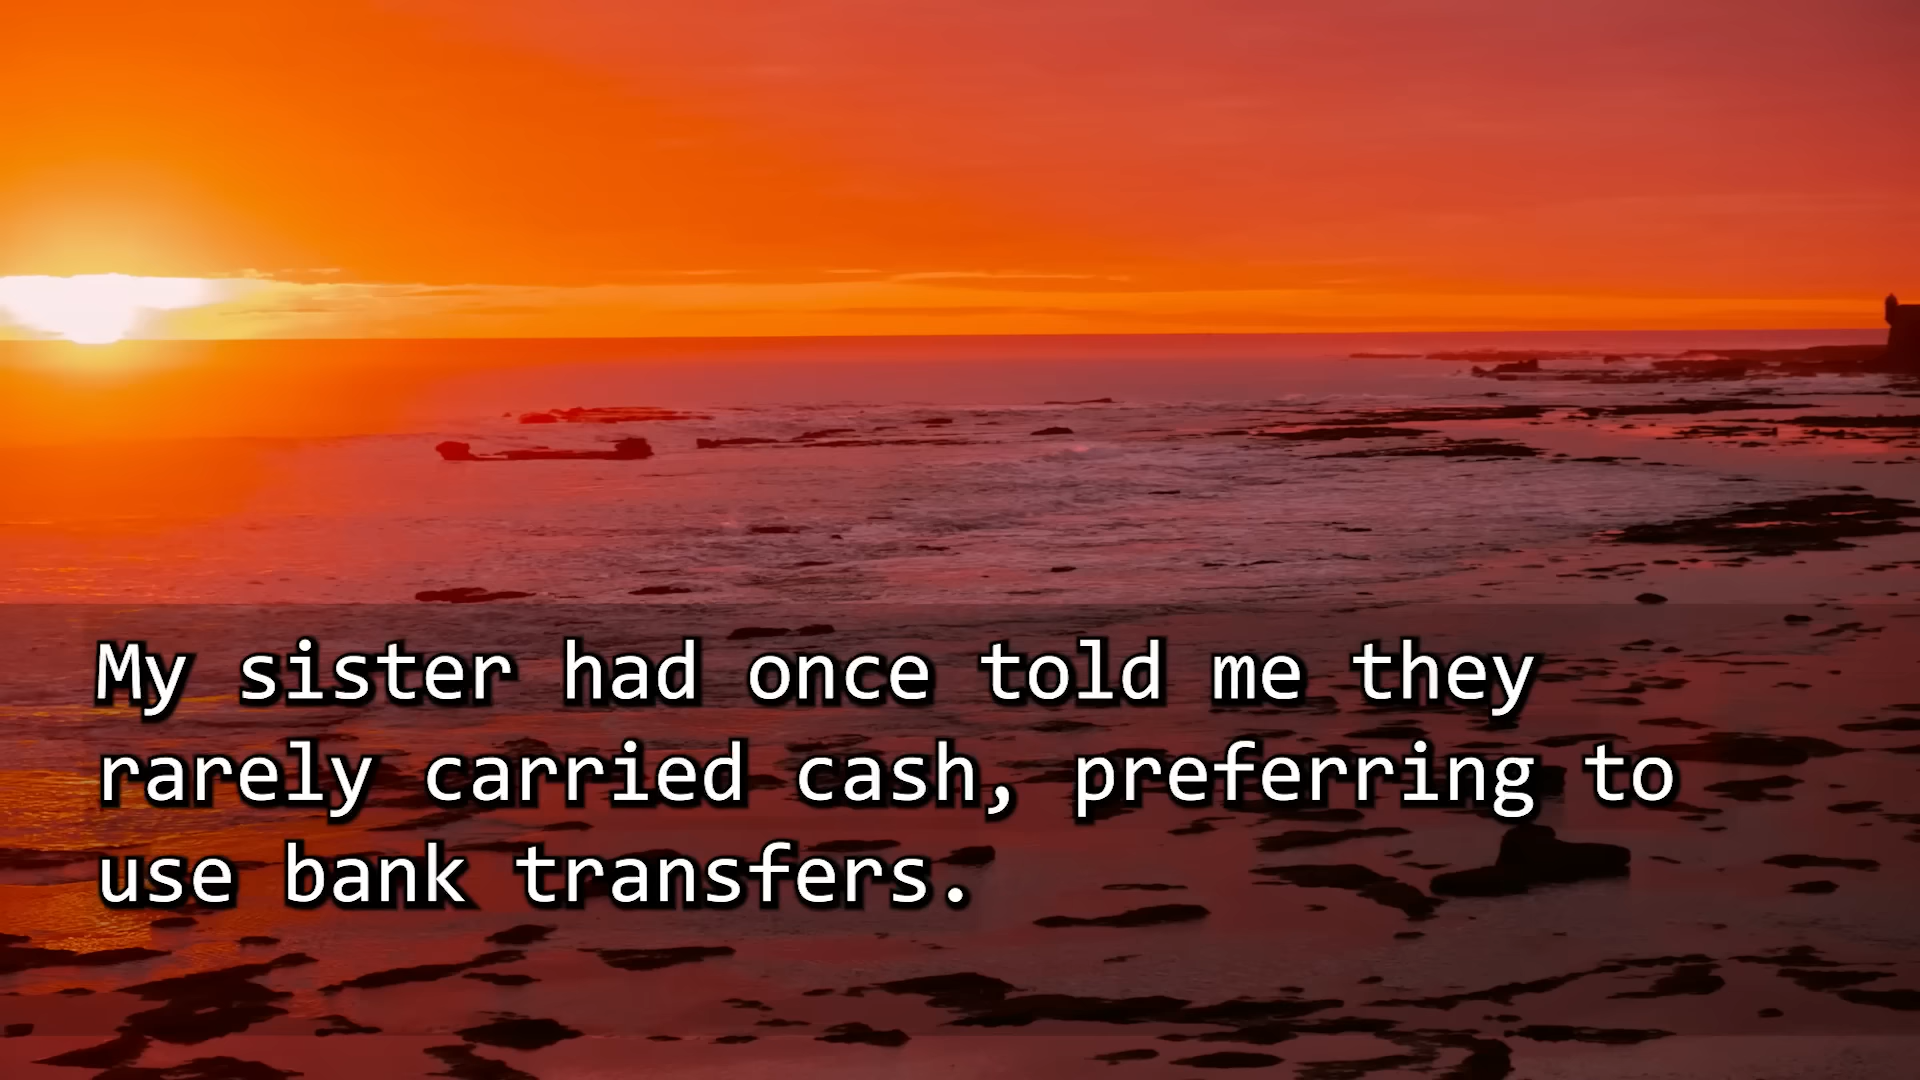 My sister had once told me they
rarely carried cash, preferring to
use bank transfers.